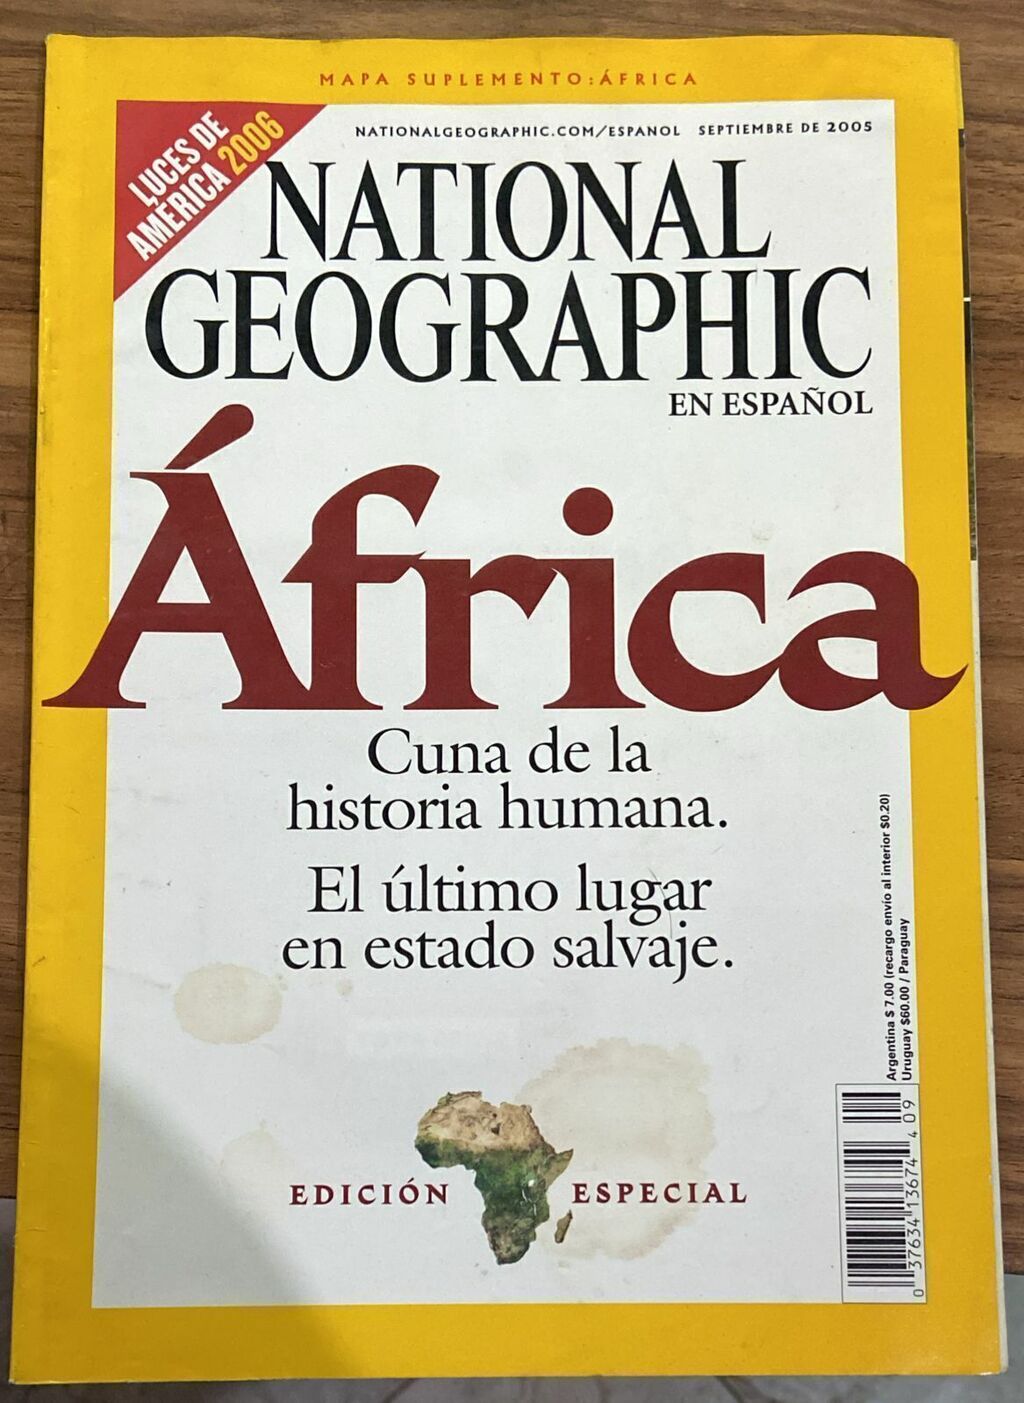 MAPA SUPLEMENTO:ÁFRICA
LUCES DE
AMÉRICA 2006
NATIONALGEOGRAPHIC.COM/ESPANOL SEPTIEMBRE DE 2005
NATIONAL
GEOGRAPHIC
EN ESPAÑOL
África
Cuna de la
historia humana.
El último lugar
en estado salvaje.
EDICIÓN ESPECIAL
Argentina $ 7.00 (recargo envío al interior $0.20)
Uruguay $60.00 / Paraguay
0 37634 13674 4 09